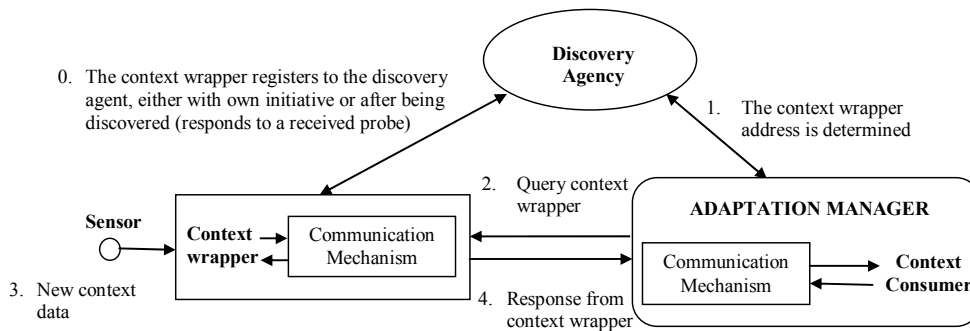 Discovery
Agency
0. The context wrapper registers to the discovery
agent, either with own initiative or after being
discovered (responds to a received probe)
1. The context wrapper
address is determined
2. Query context
wrapper
ADAPTATION MANAGER
Sensor
Context
wrapper
Communication
Mechanism
Communication
Mechanism
Context
Consumer
3. New context
data
4. Response from
context wrapper